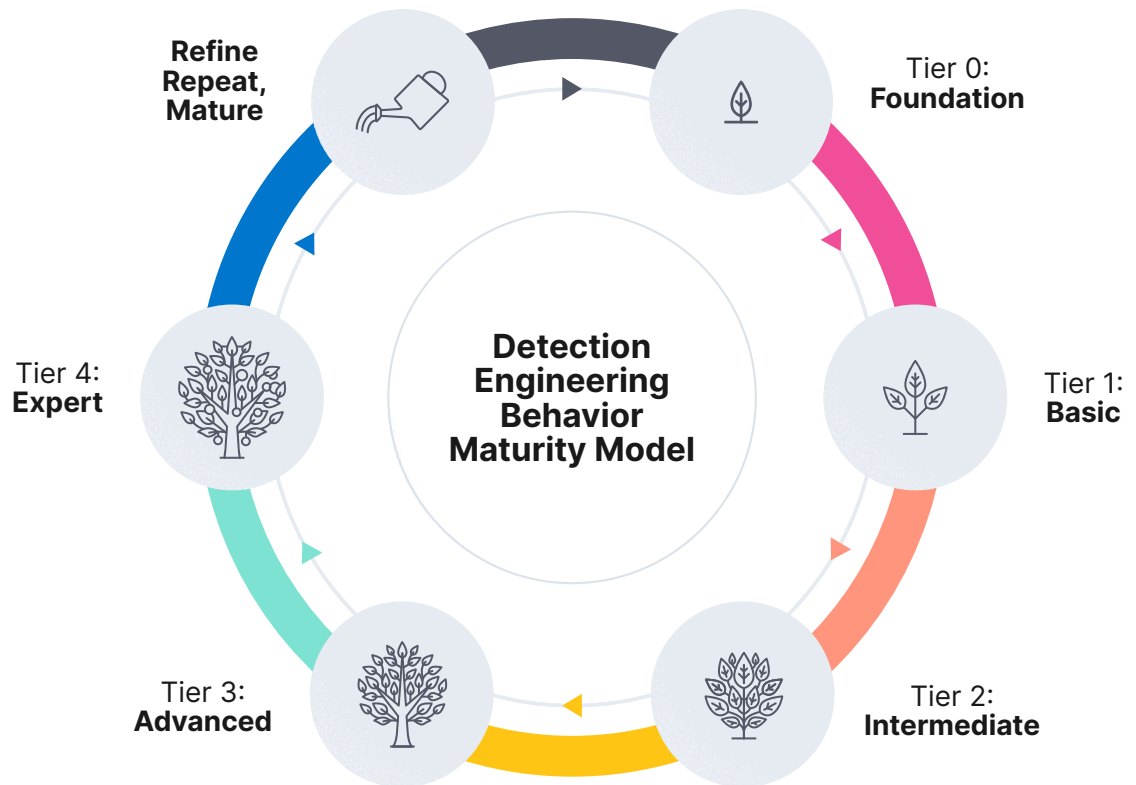 Refine
Repeat,
Mature
Tier 0:
Foundation
Detection
Engineering
Behavior
Maturity Model
Tier 4:
Expert
Tier 1:
Basic
Tier 3:
Advanced
Tier 2:
Intermediate